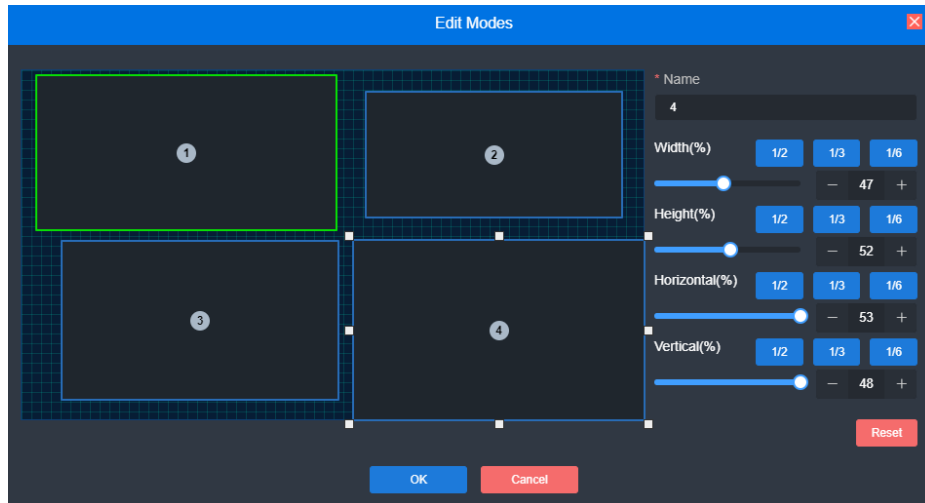 Edit Modes
1
2
3
4
* Name
4
Width(%) 1/2 1/3 1/6
− 47 +
Height(%) 1/2 1/3 1/6
− 52 +
Horizontal(%) 1/2 1/3 1/6
− 53 +
Vertical(%) 1/2 1/3 1/6
− 48 +
Reset
OK Cancel